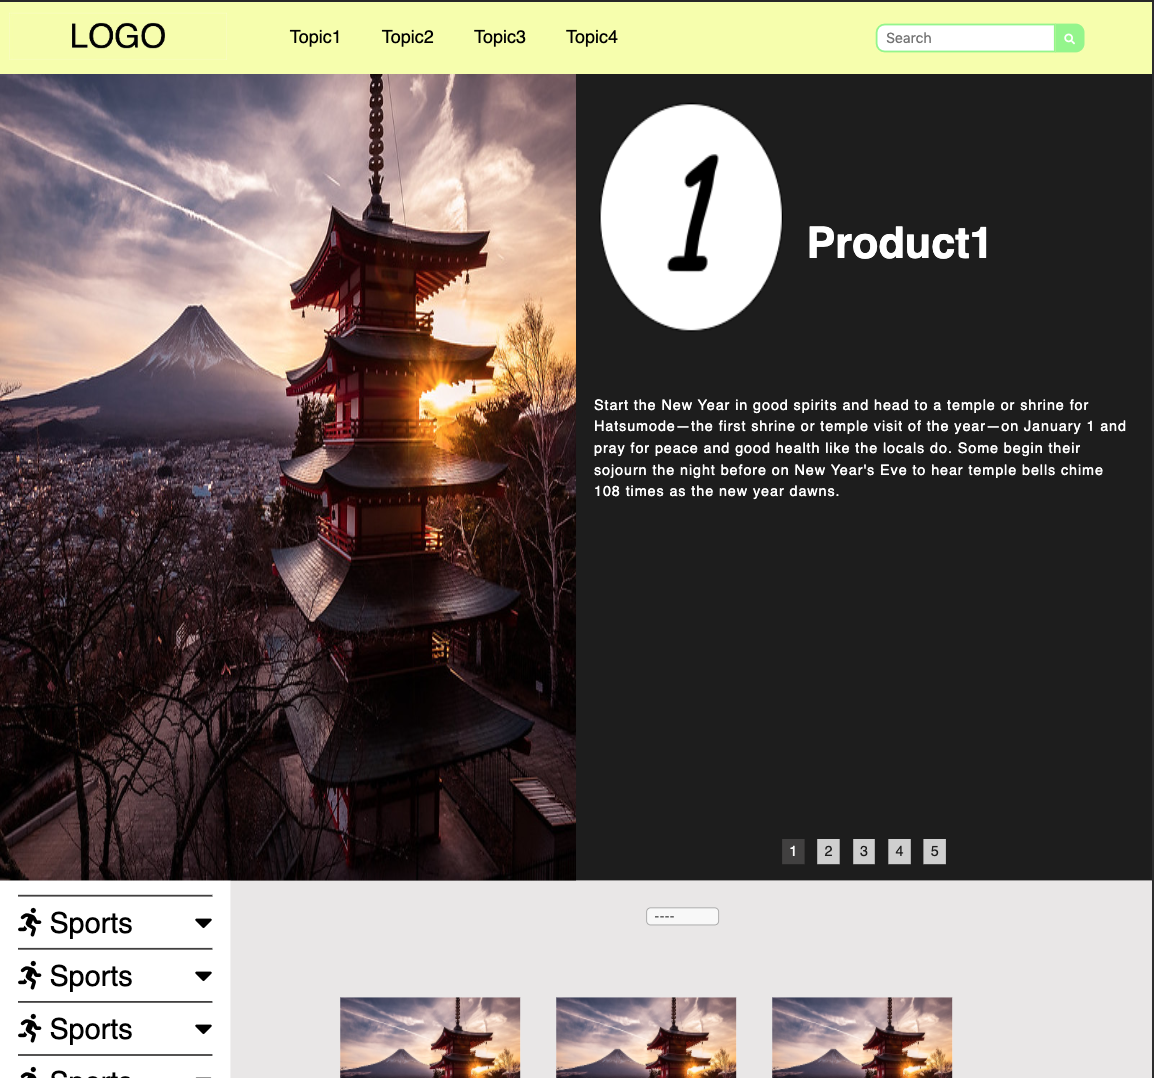 LOGO
Topic1 Topic2 Topic3 Topic4
Search
1
Product1
Start the New Year in good spirits and head to a temple or shrine for
Hatsumode—the first shrine or temple visit of the year—on January 1 and
pray for peace and good health like the locals do. Some begin their
sojourn the night before on New Year's Eve to hear temple bells chime
108 times as the new year dawns.
1 2 3 4 5
Sports
Sports
Sports
Sports
----